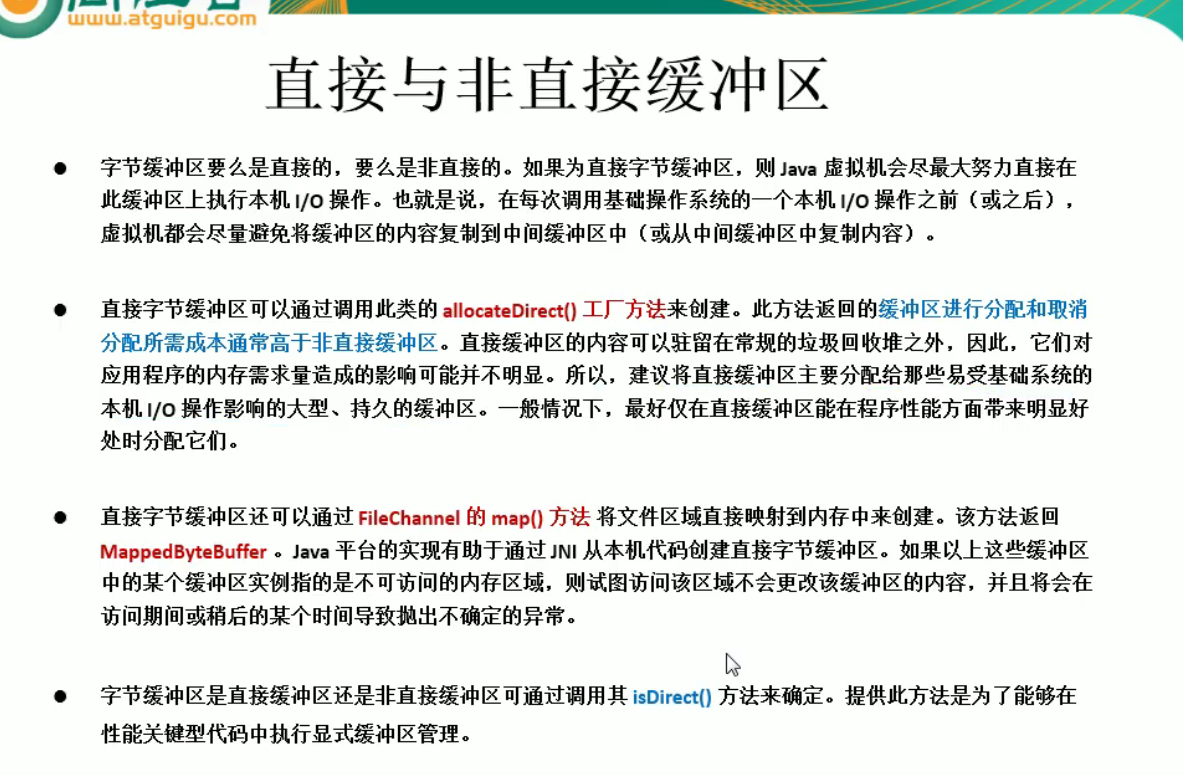 www.atguigu.com
直接与非直接缓冲区
● 字节缓冲区要么是直接的，要么是非直接的。如果为直接字节缓冲区，则 Java 虚拟机会尽最大努力直接在
此缓冲区上执行本机 I/O 操作。也就是说，在每次调用基础操作系统的一个本机 I/O 操作之前（或之后），
虚拟机都会尽量避免将缓冲区的内容复制到中间缓冲区中（或从中间缓冲区中复制内容）。
● 直接字节缓冲区可以通过调用此类的 allocateDirect() 工厂方法来创建。此方法返回的缓冲区进行分配和取消
分配所需成本通常高于非直接缓冲区。直接缓冲区的内容可以驻留在常规的垃圾回收堆之外，因此，它们对
应用程序的内存需求量造成的影响可能并不明显。所以，建议将直接缓冲区主要分配给那些易受基础系统的
本机 I/O 操作影响的大型、持久的缓冲区。一般情况下，最好仅在直接缓冲区能在程序性能方面带来明显好
处时分配它们。
● 直接字节缓冲区还可以通过 FileChannel 的 map() 方法 将文件区域直接映射到内存中来创建。该方法返回
MappedByteBuffer 。Java 平台的实现有助于通过 JNI 从本机代码创建直接字节缓冲区。如果以上这些缓冲区
中的某个缓冲区实例指的是不可访问的内存区域，则试图访问该区域不会更改该缓冲区的内容，并且将会在
访问期间或稍后的某个时间导致抛出不确定的异常。
● 字节缓冲区是直接缓冲区还是非直接缓冲区可通过调用其 isDirect() 方法来确定。提供此方法是为了能够在
性能关键型代码中执行显式缓冲区管理。